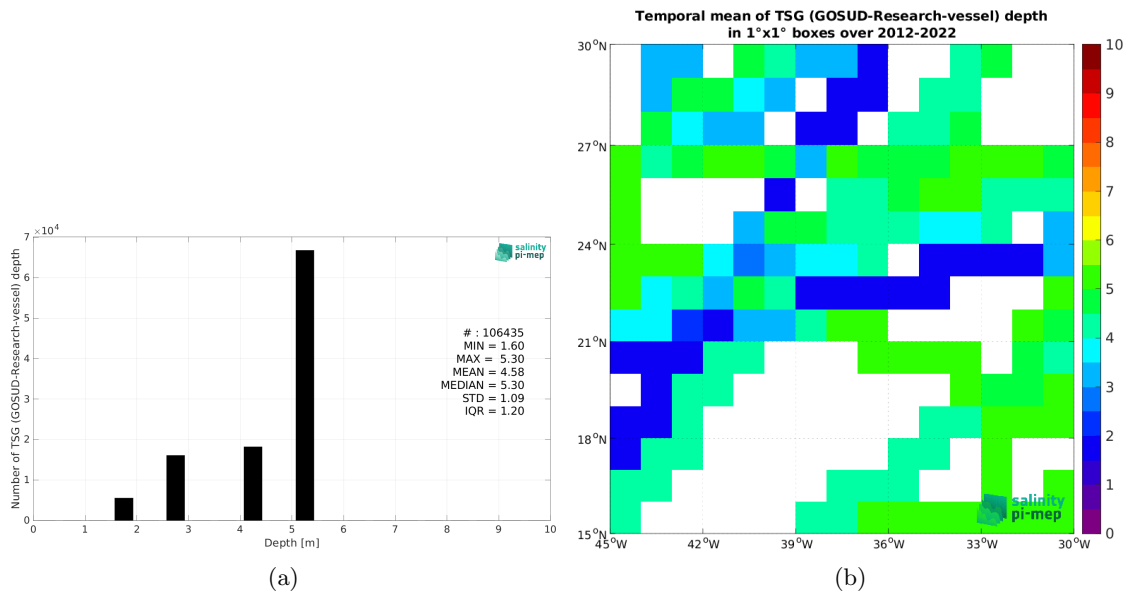 Number of TSG (GOSUD-Research-vessel) depth
×10⁴
7
6
5
4
3
2
1
0
salinity
pi-mep
# : 106435
MIN = 1.60
MAX = 5.30
MEAN = 4.58
MEDIAN = 5.30
STD = 1.09
IQR = 1.20
0 1 2 3 4 5 6 7 8 9 10
Depth [m]
(a)
Temporal mean of TSG (GOSUD-Research-vessel) depth
in 1°x1° boxes over 2012-2022
30°N
27°N
24°N
21°N
18°N
15°N
45°W 42°W 39°W 36°W 33°W 30°W
salinity
pi-mep
10
9
8
7
6
5
4
3
2
1
0
(b)